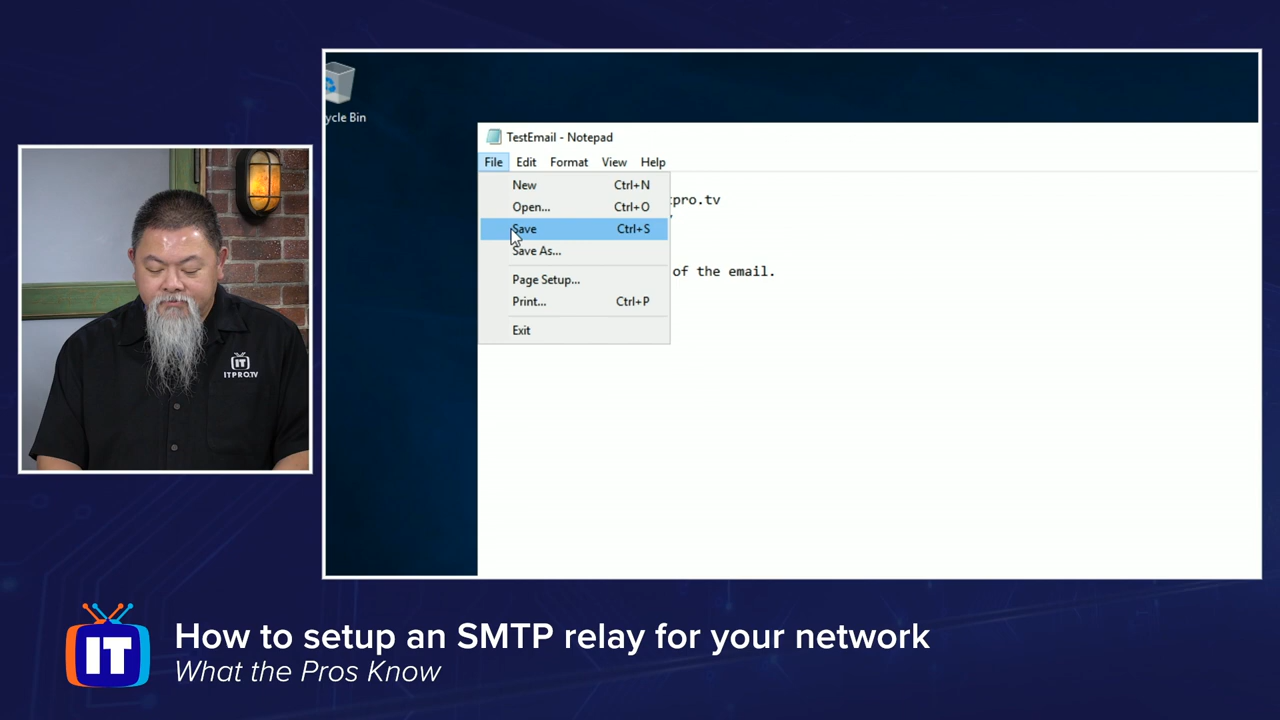 ycle Bin
TestEmail - Notepad
File Edit Format View Help
New Ctrl+N
Open... Ctrl+O
Save Ctrl+S
Save As...
Page Setup...
Print... Ctrl+P
Exit
pro.tv
of the email.
IT
ITPRO.TV
IT
How to setup an SMTP relay for your network
What the Pros Know